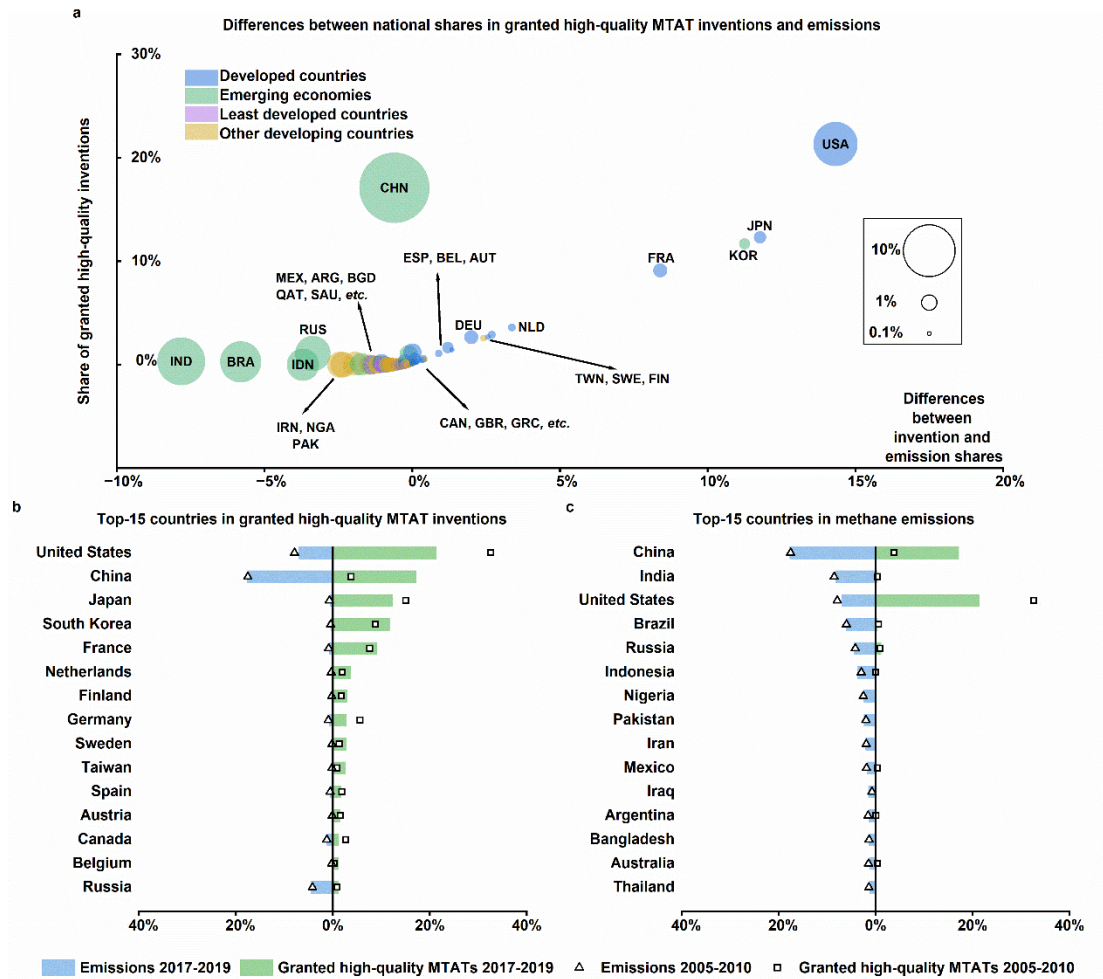 a
Differences between national shares in granted high-quality MTAT inventions and emissions
Share of granted high-quality inventions
30%
20%
10%
0%
Developed countries
Emerging economies
Least developed countries
Other developing countries
USA
CHN
JPN
KOR
FRA
ESP, BEL, AUT
MEX, ARG, BGD
QAT, SAU, etc.
DEU
NLD
RUS
IND
BRA
IDN
TWN, SWE, FIN
IRN, NGA
PAK
CAN, GBR, GRC, etc.
10%
1%
0.1%
Differences
between
invention and
emission shares
−10%
−5%
0%
5%
10%
15%
20%
b
Top-15 countries in granted high-quality MTAT inventions
United States
China
Japan
South Korea
France
Netherlands
Finland
Germany
Sweden
Taiwan
Spain
Austria
Canada
Belgium
Russia
40%
20%
0%
20%
40%
c
Top-15 countries in methane emissions
China
India
United States
Brazil
Russia
Indonesia
Nigeria
Pakistan
Iran
Mexico
Iraq
Argentina
Bangladesh
Australia
Thailand
40%
20%
0%
20%
40%
Emissions 2017-2019
Granted high-quality MTATs 2017-2019
Emissions 2005-2010
Granted high-quality MTATs 2005-2010